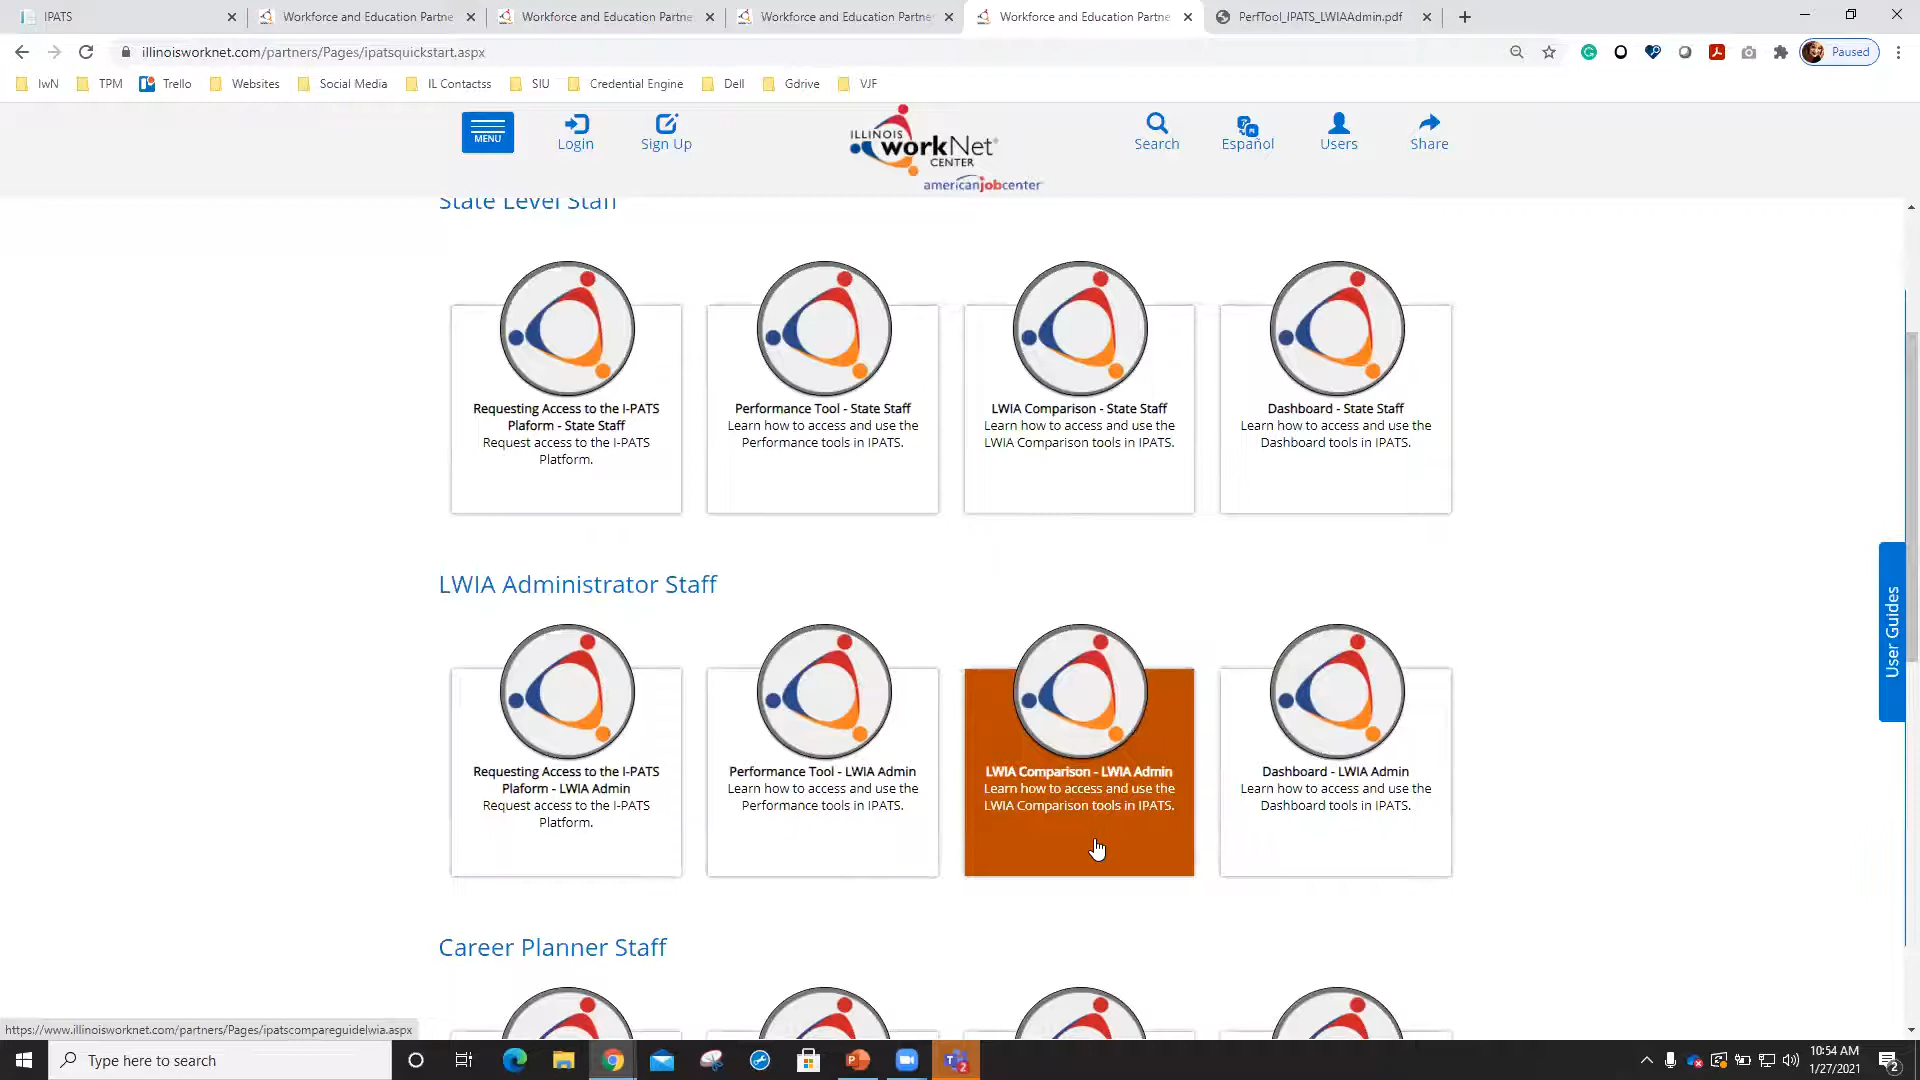 IPATS
Workforce and Education Partne
Workforce and Education Partne
Workforce and Education Partne
Workforce and Education Partne
PerfTool_IPATS_LWIAAdmin.pdf
illinoisworknet.com/partners/Pages/ipatsquickstart.aspx
Paused
IwN
TPM
Trello
Websites
Social Media
IL Contactss
SIU
Credential Engine
Dell
Gdrive
VJF
MENU
Login
Sign Up
ILLINOIS
workNet®
CENTER
americanjobcenter
Search
Español
Users
Share
State Level Staff
Requesting Access to the I-PATS
Plaform - State Staff
Request access to the I-PATS
Platform.
Performance Tool - State Staff
Learn how to access and use the
Performance tools in IPATS.
LWIA Comparison - State Staff
Learn how to access and use the
LWIA Comparison tools in IPATS.
Dashboard - State Staff
Learn how to access and use the
Dashboard tools in IPATS.
LWIA Administrator Staff
Requesting Access to the I-PATS
Plaform - LWIA Admin
Request access to the I-PATS
Platform.
Performance Tool - LWIA Admin
Learn how to access and use the
Performance tools in IPATS.
LWIA Comparison - LWIA Admin
Learn how to access and use the
LWIA Comparison tools in IPATS.
Dashboard - LWIA Admin
Learn how to access and use the
Dashboard tools in IPATS.
User Guides
Career Planner Staff
https://www.illinoisworknet.com/partners/Pages/ipatscompareguidelwia.aspx
Type here to search
10:54 AM
1/27/2021